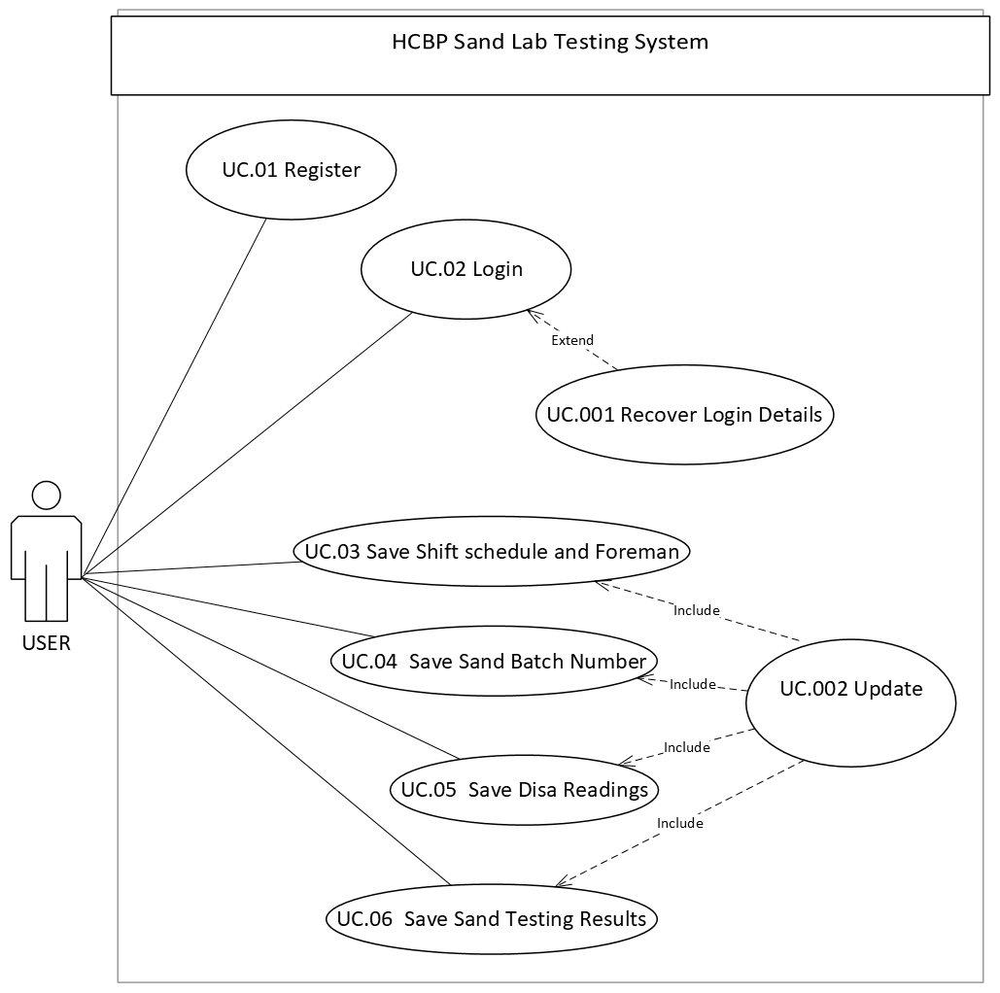 HCBP Sand Lab Testing System
UC.01 Register
UC.02 Login
Extend
UC.001 Recover Login Details
UC.03 Save Shift schedule and Foreman
Include
USER
UC.04  Save Sand Batch Number
Include
UC.002 Update
Include
UC.05  Save Disa Readings
Include
UC.06  Save Sand Testing Results